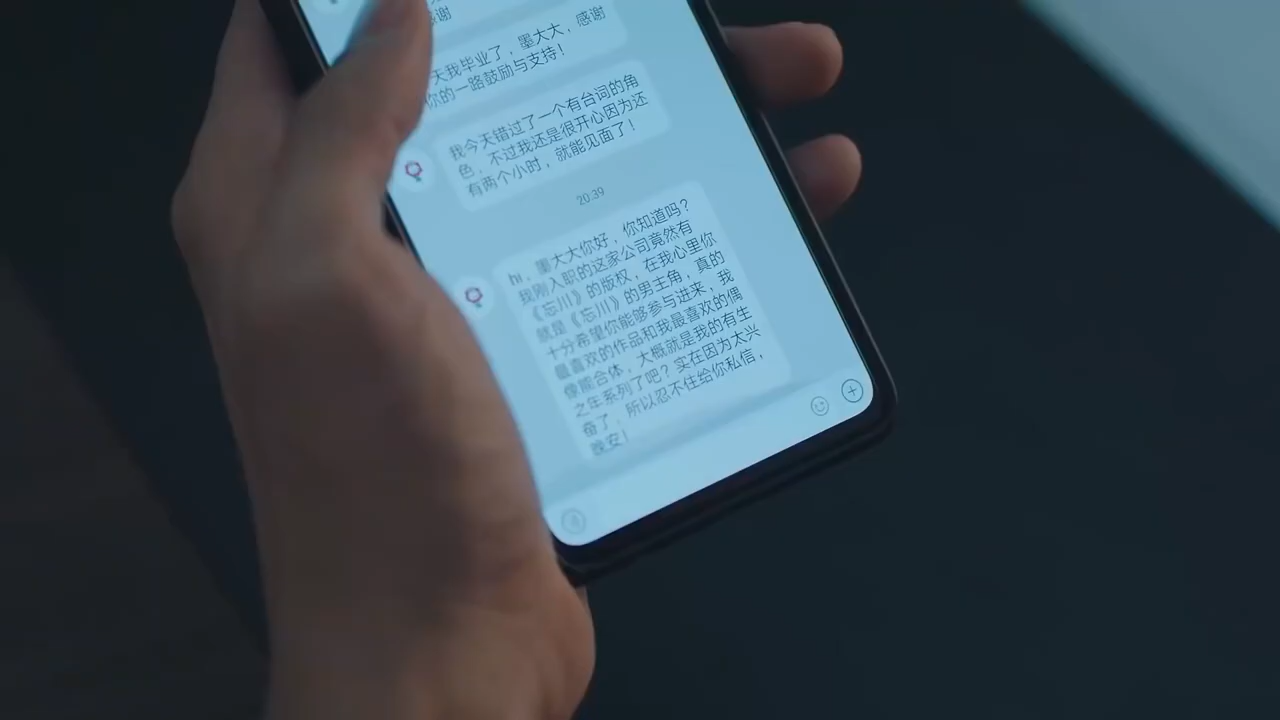 感谢
天我毕业了，墨大大，感谢
你的一路鼓励与支持！
我今天错过了一个有台词的角
色，不过我还是很开心因为还
有两个小时，就能见面了！
20:39
hi，墨大大你好，你知道吗？
我刚入职的这家公司竟然有
《忘川》的版权，在我心里你
就是《忘川》的男主角，真的
十分希望你能够参与进来，我
最喜欢的作品和我最喜欢的偶
像能合体，大概就是我的有生
之年系列了吧？实在因为太兴
奋了，所以忍不住给你私信，
晚安！